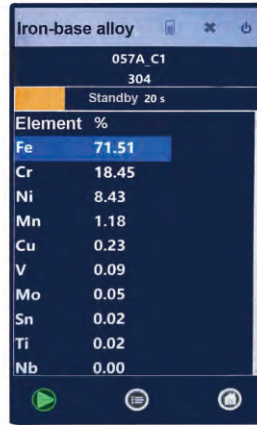 Iron-base alloy
057A_C1
304
Standby 20 s
Element %
Fe 71.51
Cr 18.45
Ni 8.43
Mn 1.18
Cu 0.23
V 0.09
Mo 0.05
Sn 0.02
Ti 0.02
Nb 0.00